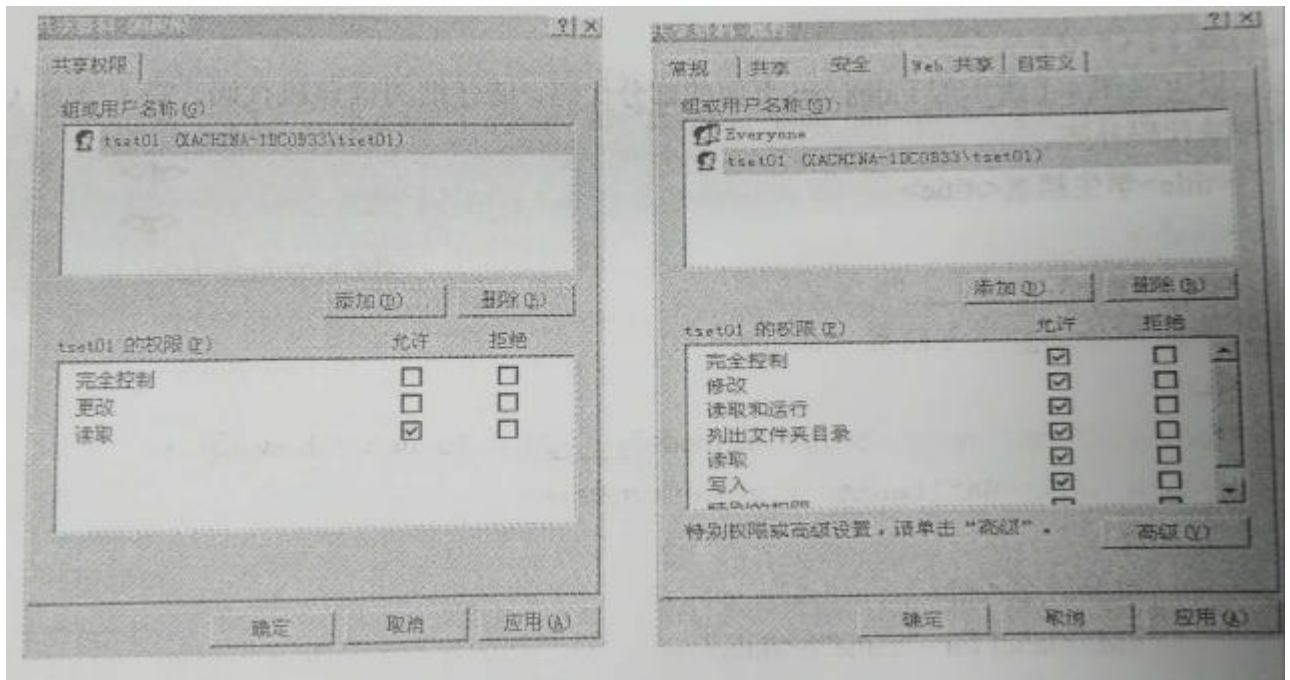 共享权限
组或用户名称(G)
tset01 (XACHINA-1DC0B33\tset01)
添加(D)
删除(R)
tset01 的权限(P)
允许
拒绝
完全控制
更改
读取
确定
取消
应用(A)
常规
共享
安全
Web 共享
自定义
组或用户名称(G):
Everyone
tset01 (XACHINA-1DC0B33\tset01)
添加(D)
删除(R)
tset01 的权限(P)
允许
拒绝
完全控制
修改
读取和运行
列出文件夹目录
读取
写入
特别的权限
特别权限或高级设置，请单击“高级”。
高级(V)
确定
取消
应用(A)